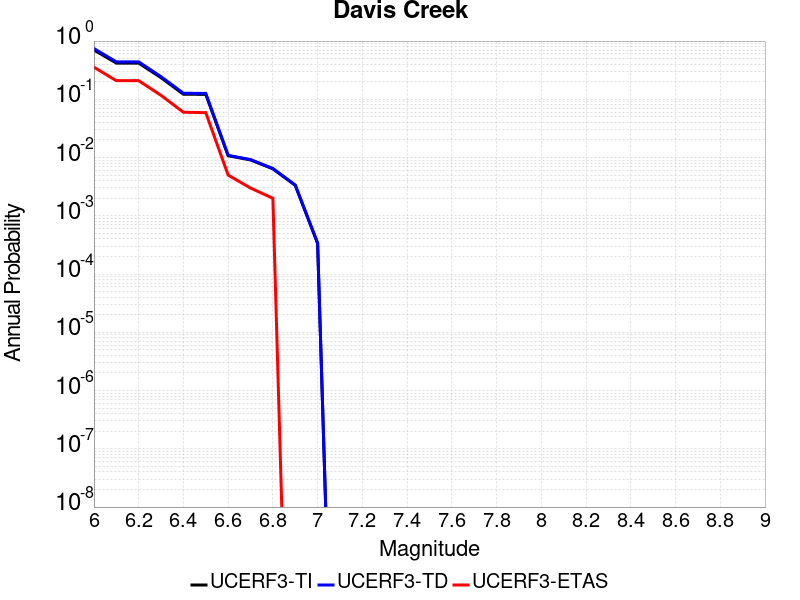 Davis Creek
10^0
10^-1
10^-2
10^-3
10^-4
10^-5
10^-6
10^-7
10^-8
Annual Probability
6 6.2 6.4 6.6 6.8 7 7.2 7.4 7.6 7.8 8 8.2 8.4 8.6 8.8 9
Magnitude
UCERF3-TI UCERF3-TD UCERF3-ETAS